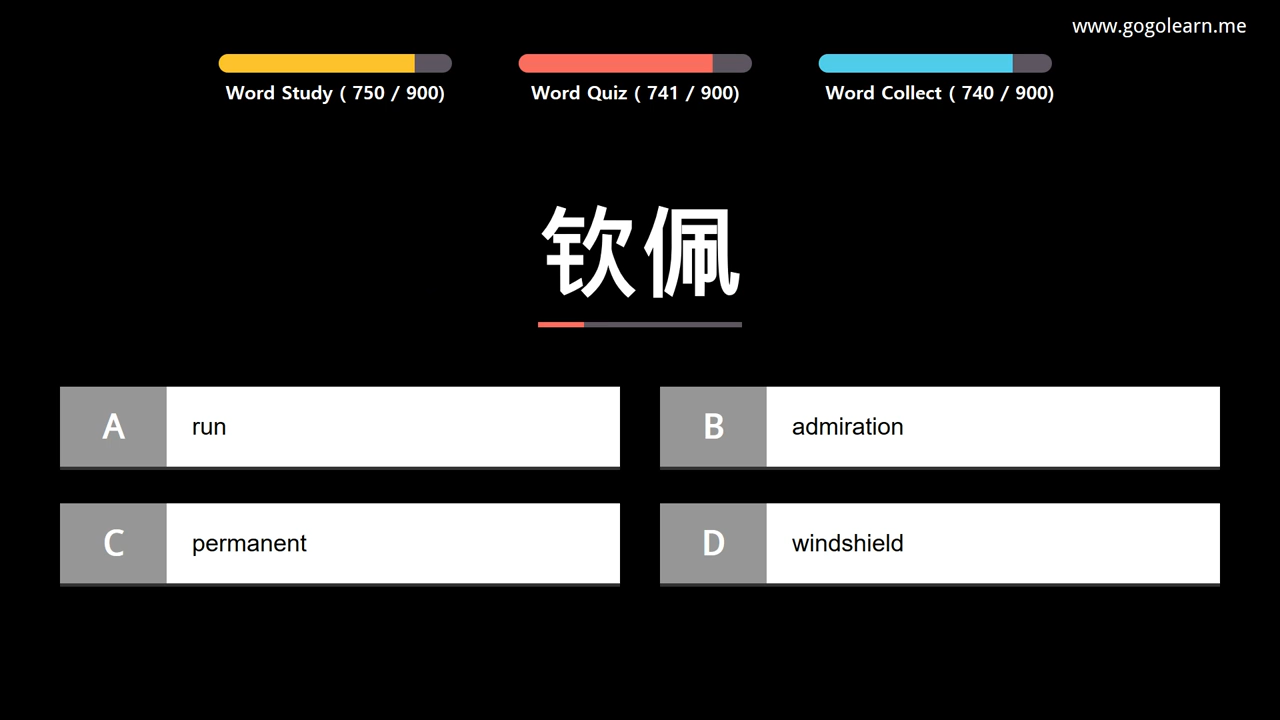 www.gogolearn.me
Word Study ( 750 / 900)
Word Quiz ( 741 / 900)
Word Collect ( 740 / 900)
钦佩
A run
B admiration
C permanent
D windshield